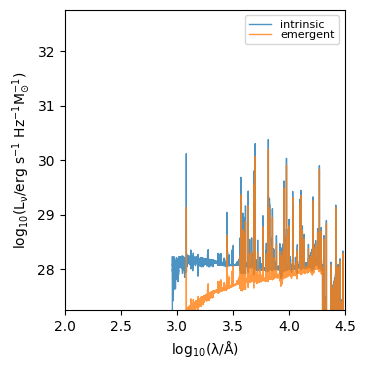 intrinsic
emergent
32
31
30
29
28
log₁₀(Lᵥ/erg s⁻¹ Hz⁻¹M⊙⁻¹)
2.0 2.5 3.0 3.5 4.0 4.5
log₁₀(λ/Å)